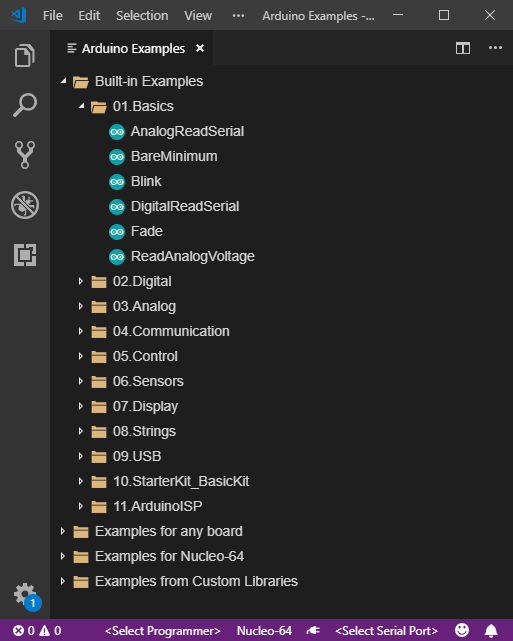 File Edit Selection View ··· Arduino Examples -...
Arduino Examples
Built-in Examples
01.Basics
AnalogReadSerial
BareMinimum
Blink
DigitalReadSerial
Fade
ReadAnalogVoltage
02.Digital
03.Analog
04.Communication
05.Control
06.Sensors
07.Display
08.Strings
09.USB
10.StarterKit_BasicKit
11.ArduinoISP
Examples for any board
Examples for Nucleo-64
Examples from Custom Libraries
1
0 0 <Select Programmer> Nucleo-64 <Select Serial Port>